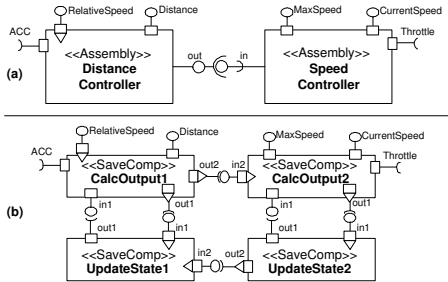 RelativeSpeed
Distance
MaxSpeed
CurrentSpeed
ACC
Throttle
<<Assembly>>
Distance
Controller
out
in
<<Assembly>>
Speed
Controller
(a)
RelativeSpeed
Distance
MaxSpeed
CurrentSpeed
ACC
Throttle
<<SaveComp>>
CalcOutput1
out2
in2
<<SaveComp>>
CalcOutput2
in1
out1
in1
out1
(b)
out1
in1
out1
in1
<<SaveComp>>
UpdateState1
in2
out2
<<SaveComp>>
UpdateState2